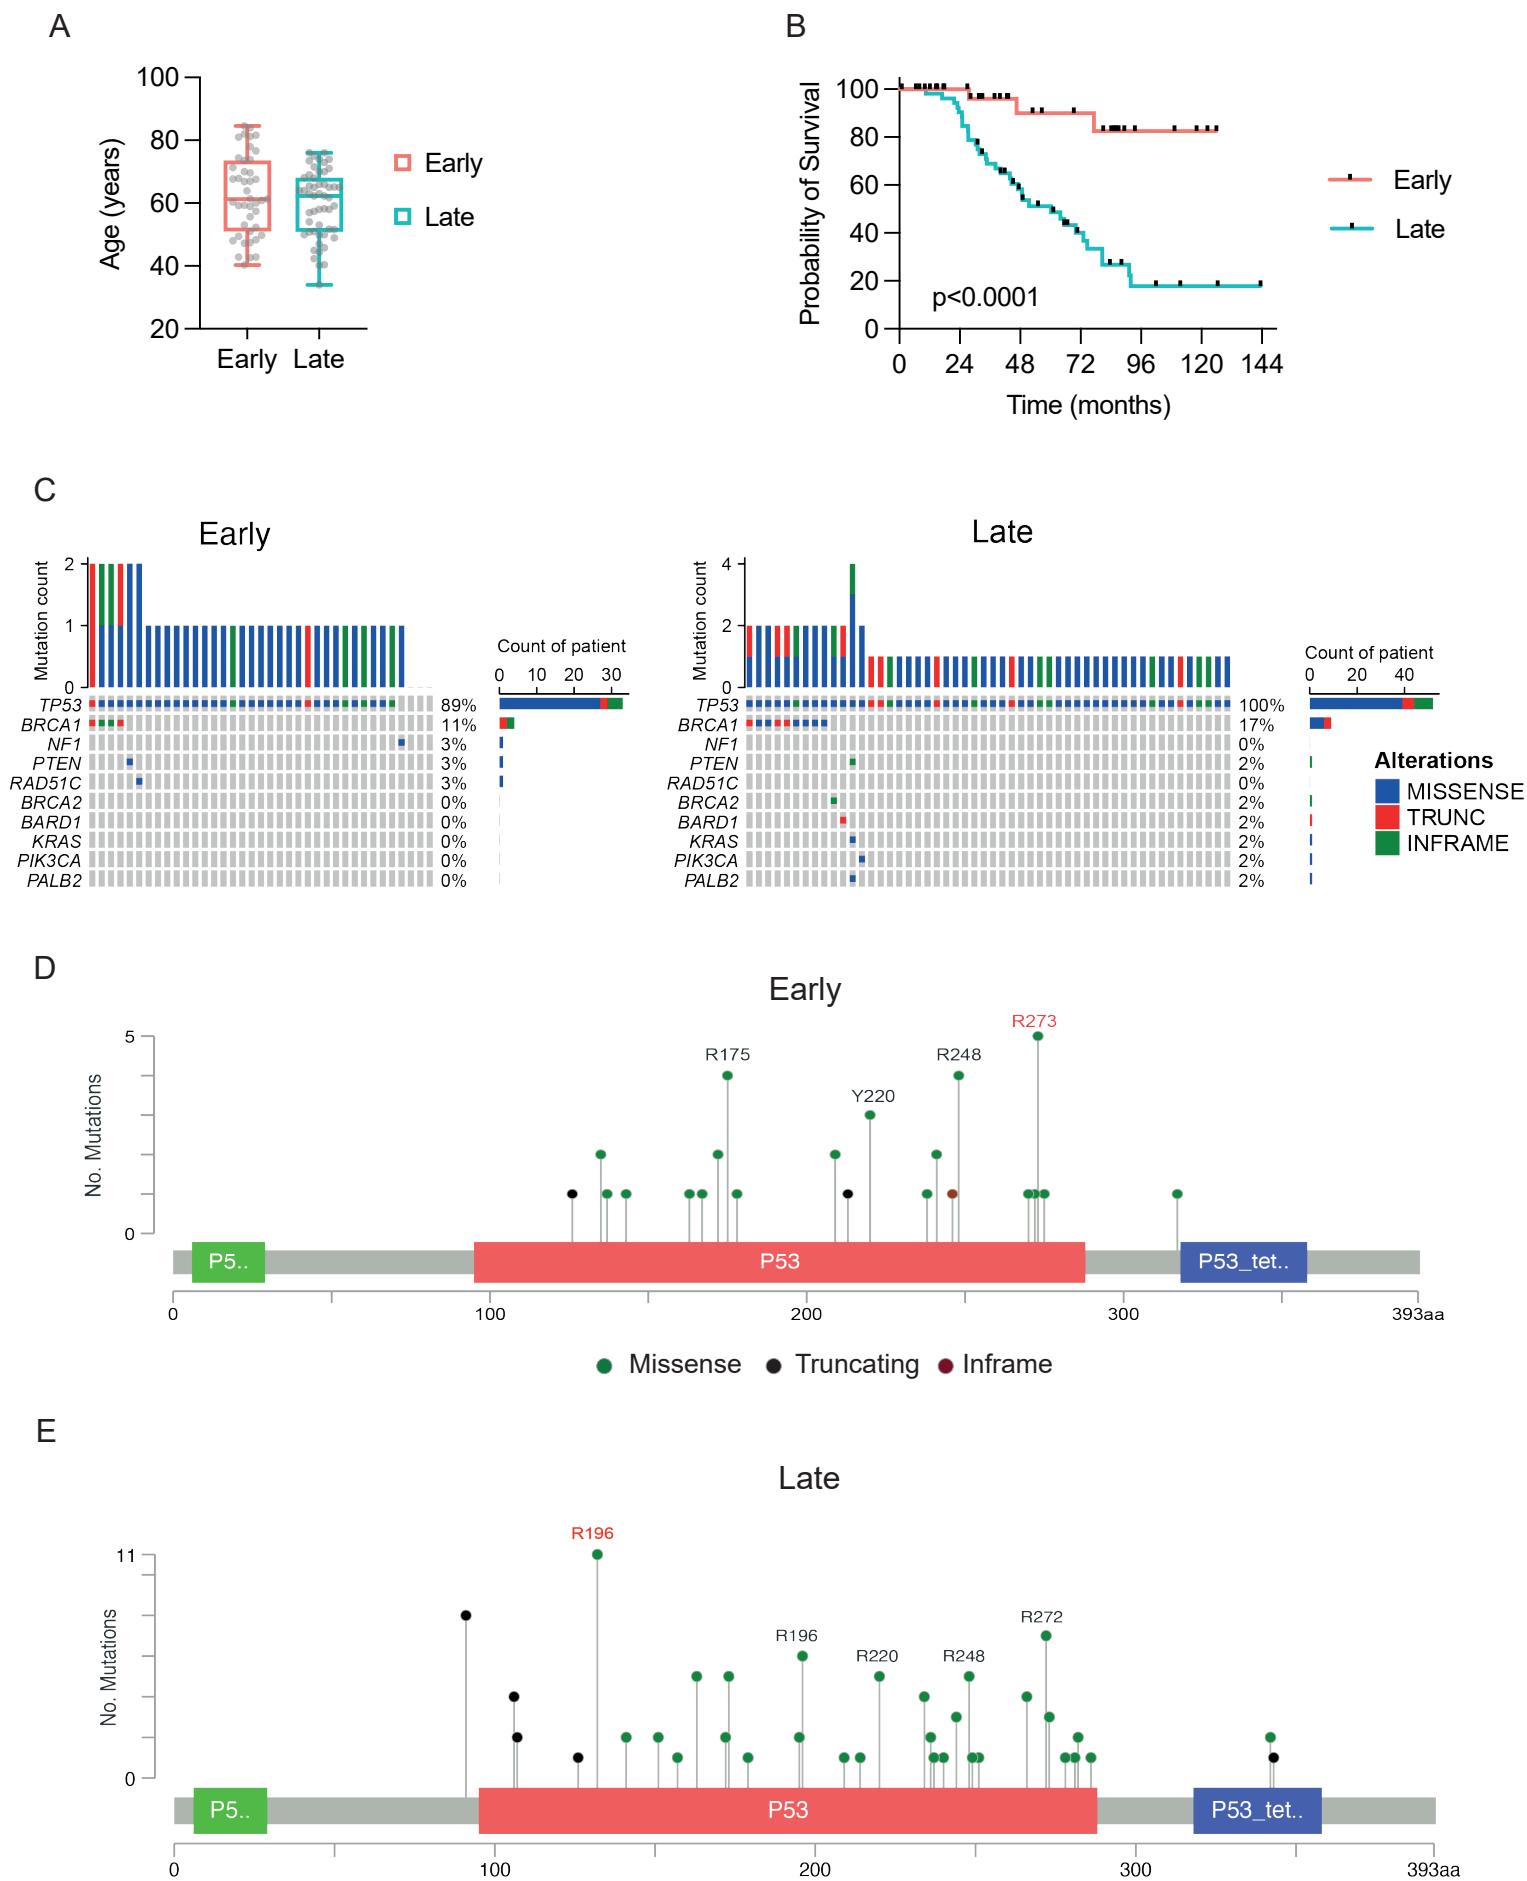 A
100
80
60
40
20
Age (years)
Early
Late
Early
Late
B
100
80
60
40
20
0
Probability of Survival
p<0.0001
0 24 48 72 96 120 144
Time (months)
Early
Late
C
Early
Mutation count
2
1
0
Count of patient
0 10 20 30
TP53 89%
BRCA1 11%
NF1 3%
PTEN 3%
RAD51C 3%
BRCA2 0%
BARD1 0%
KRAS 0%
PIK3CA 0%
PALB2 0%
Late
Mutation count
4
2
0
Count of patient
0 20 40
TP53 100%
BRCA1 17%
NF1 0%
PTEN 2%
RAD51C 0%
BRCA2 2%
BARD1 2%
KRAS 2%
PIK3CA 2%
PALB2 2%
Alterations
MISSENSE
TRUNC
INFRAME
D
Early
No. Mutations
5
0
R175
Y220
R248
R273
P5..
P53
P53_tet..
0 100 200 300 393aa
Missense Truncating Inframe
E
Late
No. Mutations
11
0
R196
R196
R220
R248
R272
P5..
P53
P53_tet..
0 100 200 300 393aa